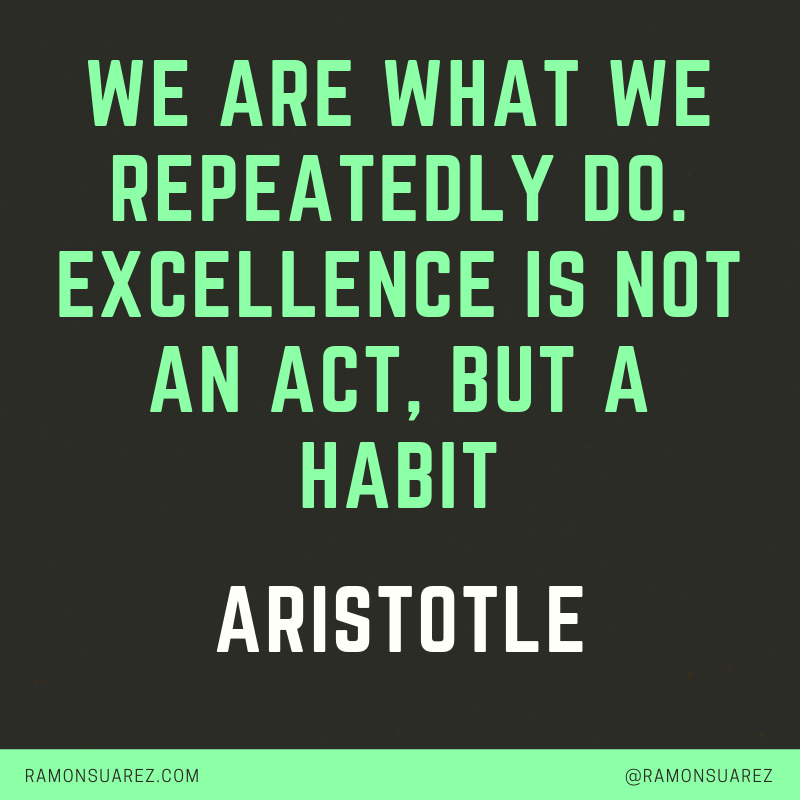 WE ARE WHAT WE
REPEATEDLY DO.
EXCELLENCE IS NOT
AN ACT, BUT A
HABIT
ARISTOTLE
RAMONSUAREZ.COM
@RAMONSUAREZ